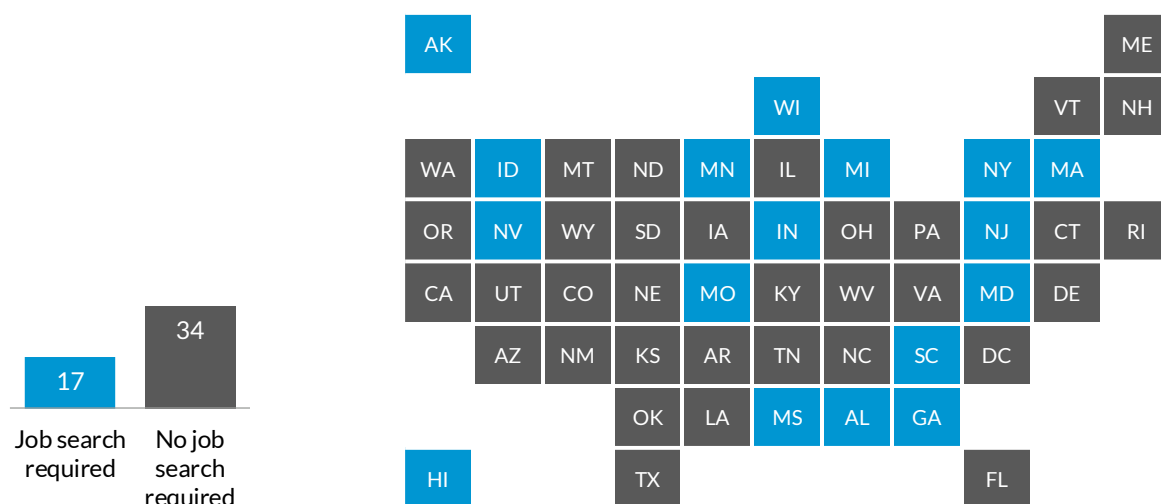 AK
ME
WI
VT
NH
WA
ID
MT
ND
MN
IL
MI
NY
MA
OR
NV
WY
SD
IA
IN
OH
PA
NJ
CT
RI
CA
UT
CO
NE
MO
KY
WV
VA
MD
DE
AZ
NM
KS
AR
TN
NC
SC
DC
OK
LA
MS
AL
GA
HI
TX
FL
34
17
Job search
required
No job
search
required